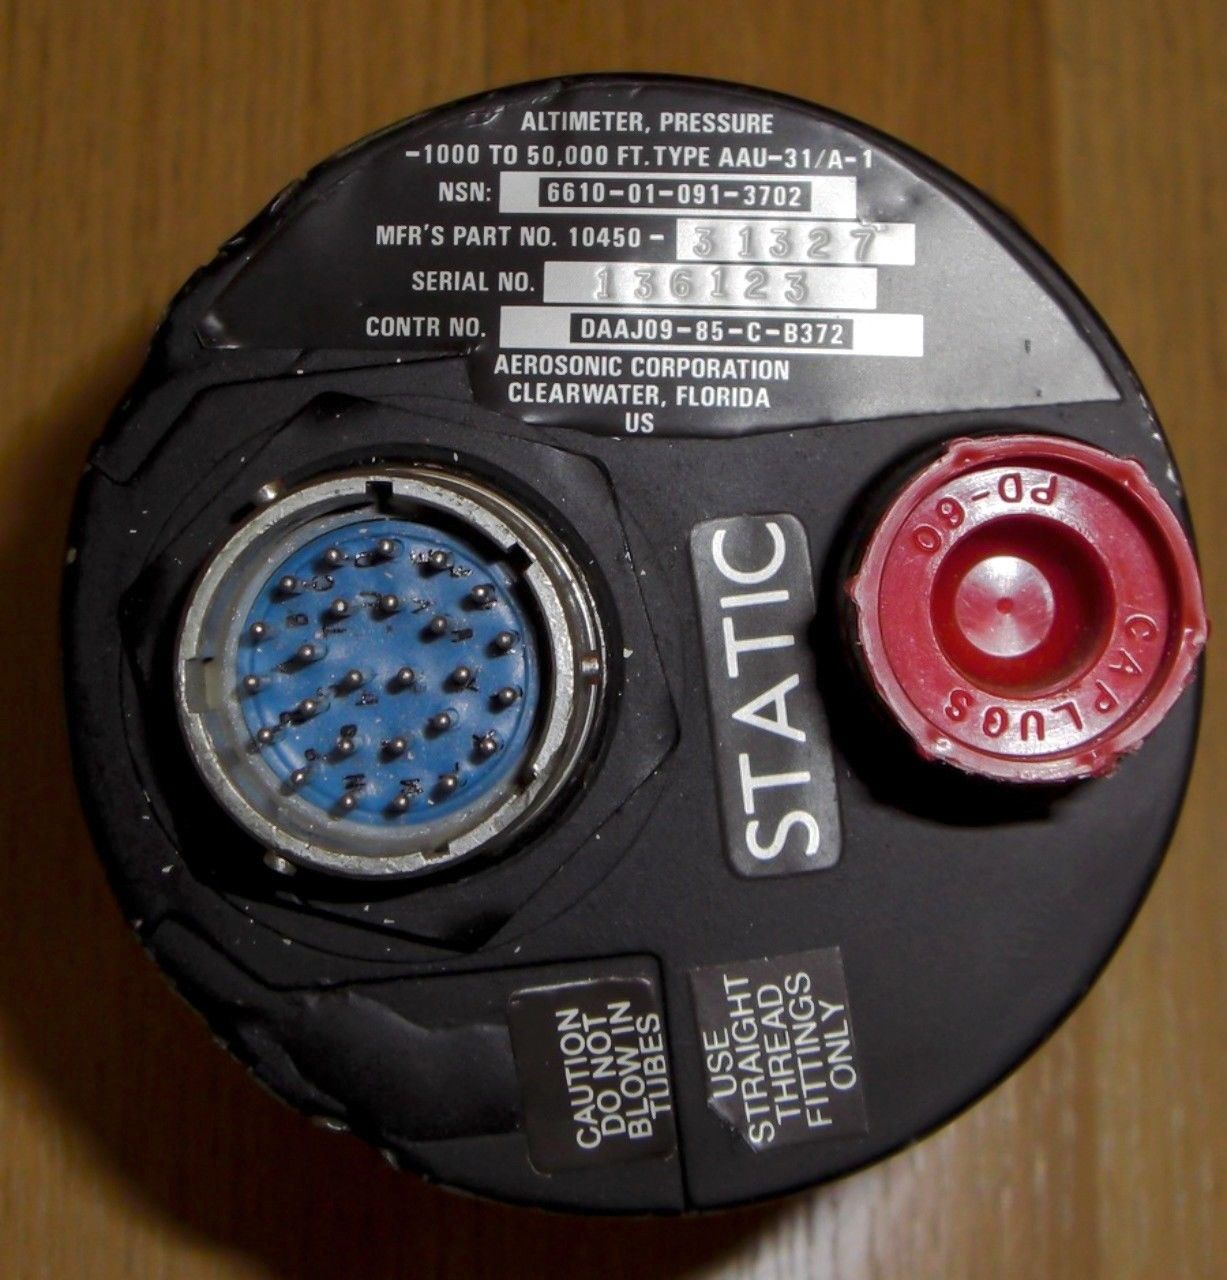 ALTIMETER, PRESSURE
-1000 TO 50,000 FT. TYPE AAU-31/A-1
NSN: 6610-01-091-3702
MFR'S PART NO. 10450 - 31327
SERIAL NO. 136123
CONTR NO. DAAJ09-85-C-B372
AEROSONIC CORPORATION
CLEARWATER, FLORIDA
US
STATIC
PD-60
CAPLUGS
CAUTION
DO NOT
BLOW IN
TUBES
USE
STRAIGHT
THREAD
FITTINGS
ONLY